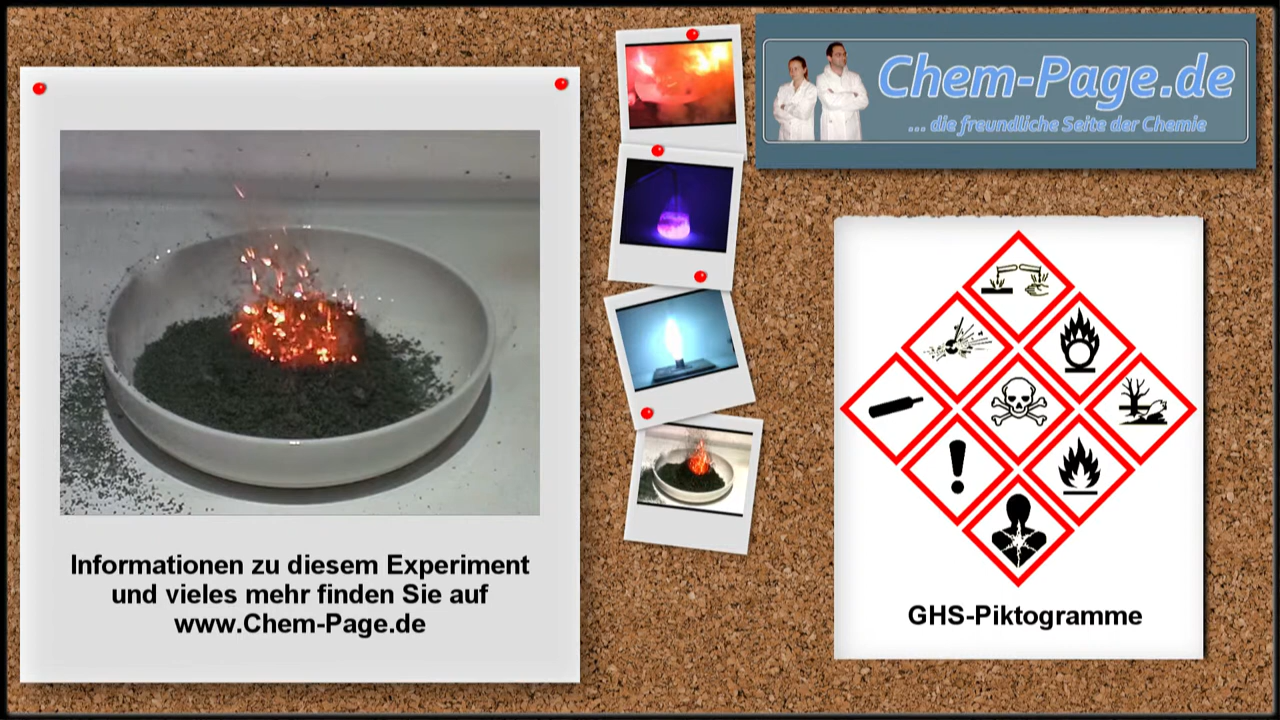 Chem-Page.de
... die freundliche Seite der Chemie
Informationen zu diesem Experiment
und vieles mehr finden Sie auf
www.Chem-Page.de
GHS-Piktogramme